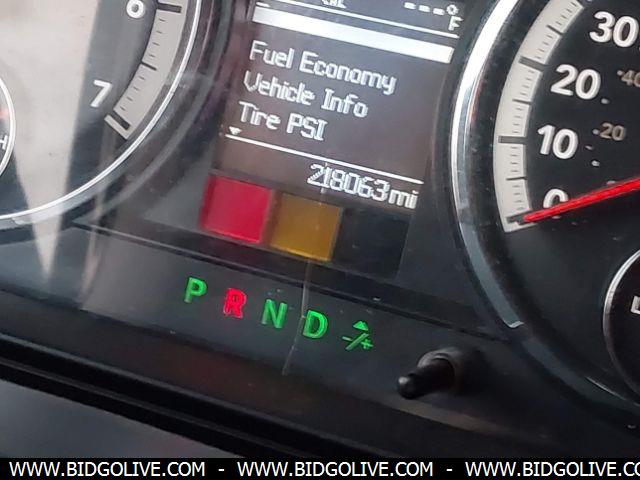 6
7
H
---°
F
Fuel Economy
Vehicle Info
Tire PSI
218063 mi
P R N D -/+
30
20
10
0
40
20
WWW.BIDGOLIVE.COM - WWW.BIDGOLIVE.COM - WWW.BIDGOLIVE.COM